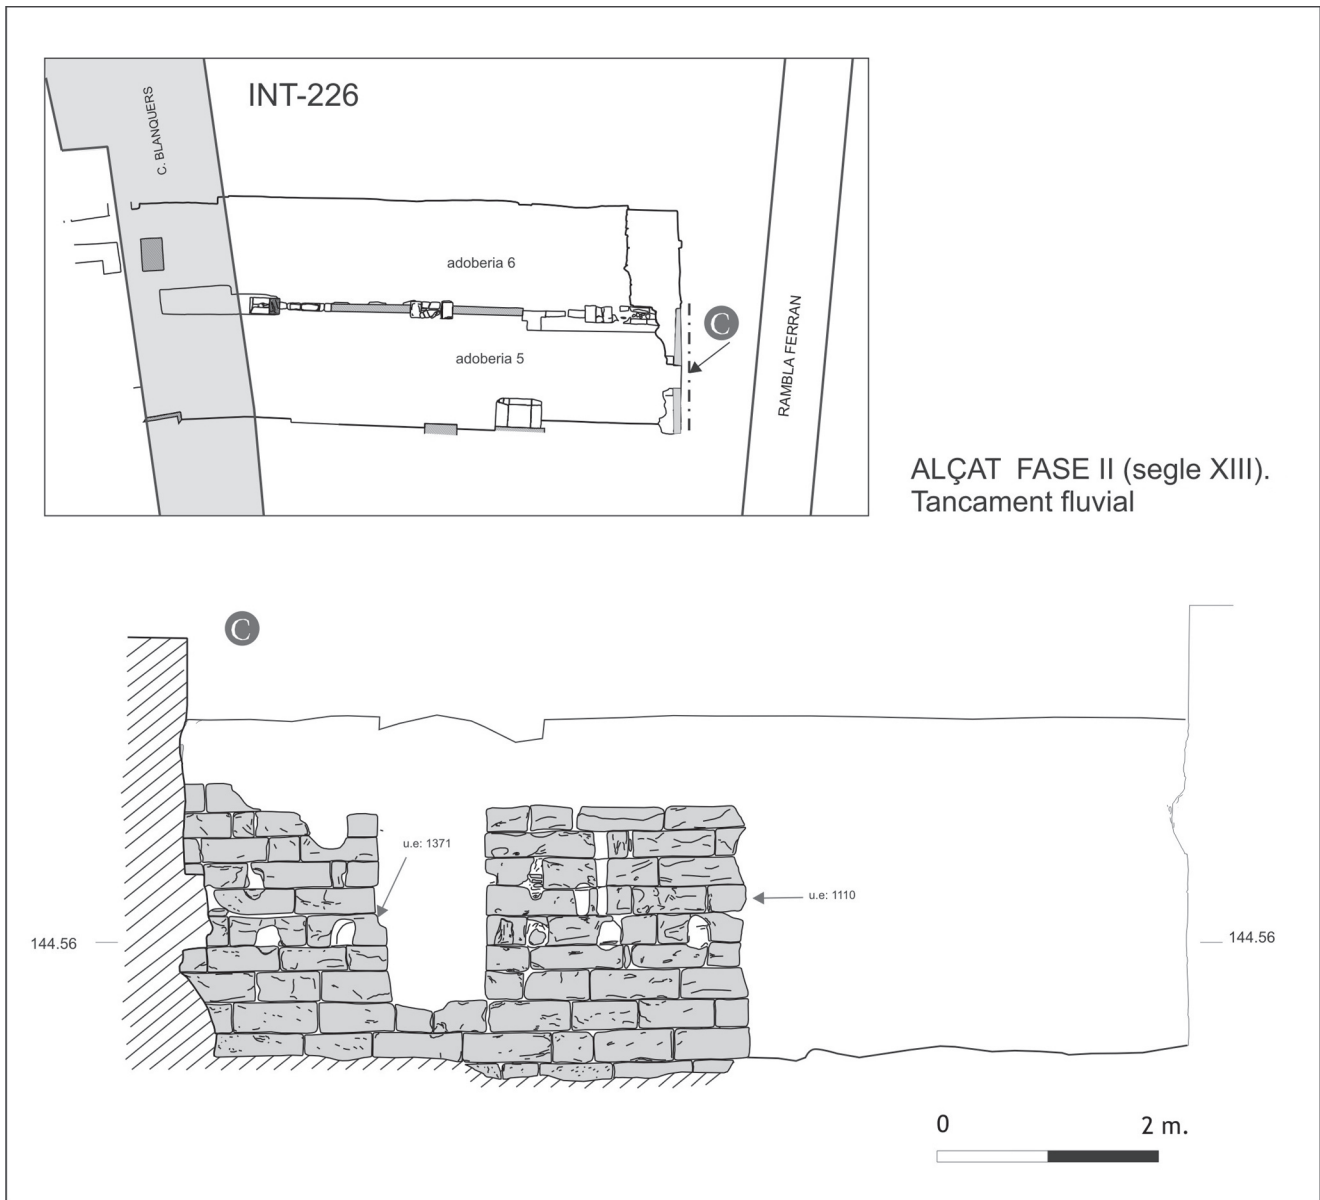 INT-226
C. BLANQUERS
adoberia 6
C
adoberia 5
RAMBLA FERRAN
ALÇAT FASE II (segle XIII).
Tancament fluvial
C
u.e: 1371
u.e: 1110
144.56
144.56
0 2 m.